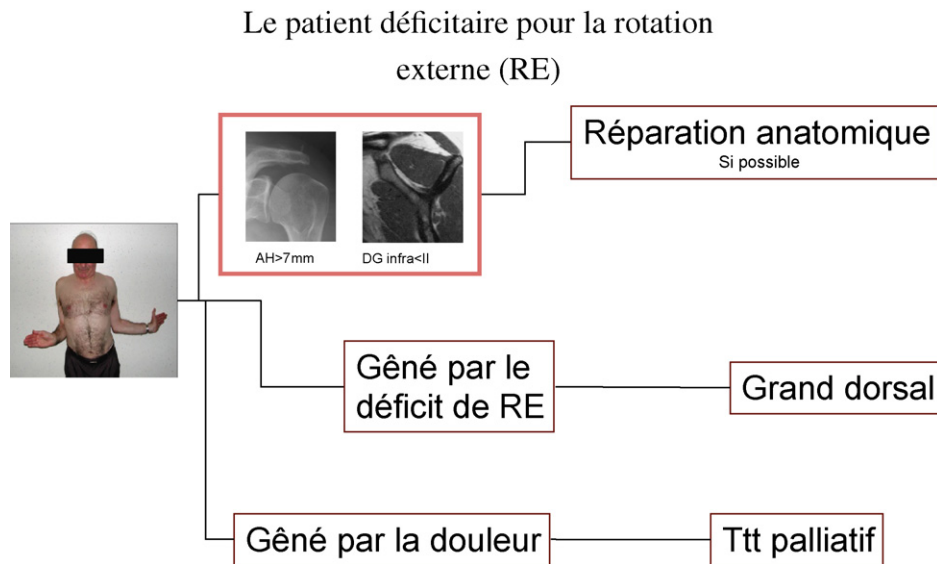 Le patient déficitaire pour la rotation
externe (RE)
Réparation anatomique
Si possible
AH>7mm
DG infra<II
Gêné par le
déficit de RE
Grand dorsal
Gêné par la douleur
Ttt palliatif